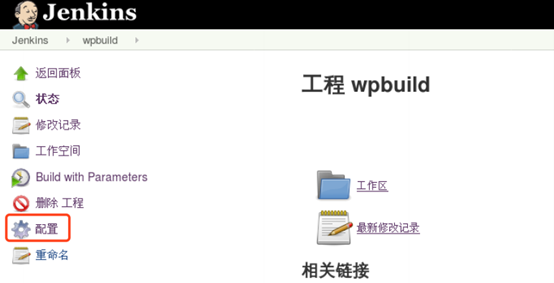 Jenkins
Jenkins
wpbuild
返回面板
状态
修改记录
工作空间
Build with Parameters
删除 工程
配置
重命名
工程 wpbuild
工作区
最新修改记录
相关链接